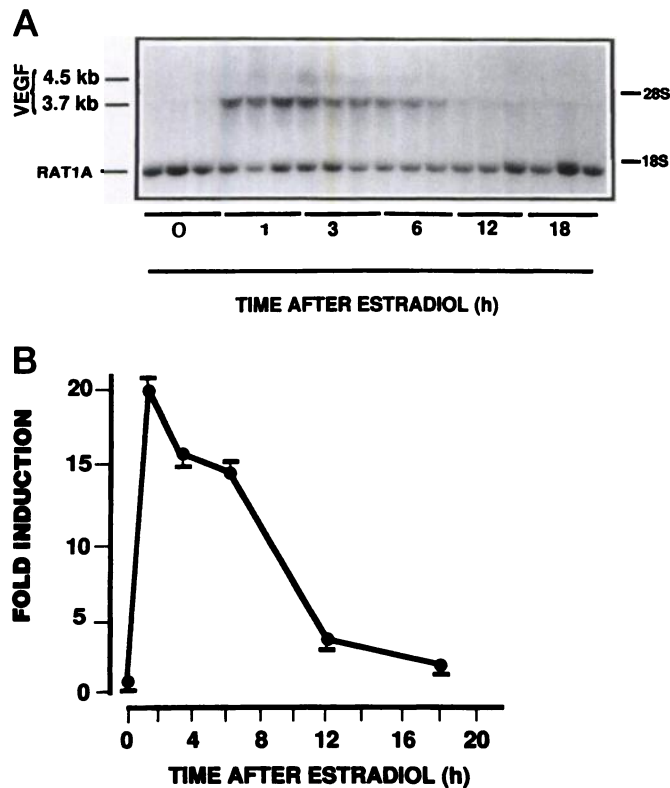 A
VEGF
4.5 kb
3.7 kb
28S
18S
RAT1A
0 1 3 6 12 18
TIME AFTER ESTRADIOL (h)
B
FOLD INDUCTION
20
15
10
5
0
0 4 8 12 16 20
TIME AFTER ESTRADIOL (h)